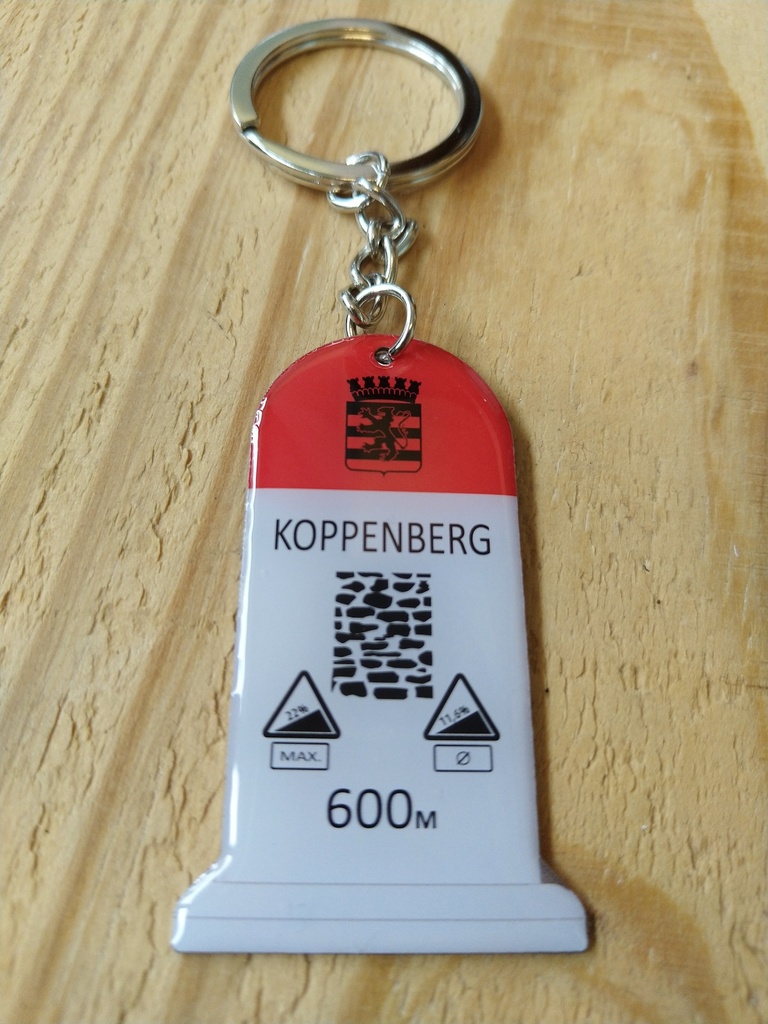 KOPPENBERG
22% 11,6%
MAX. Ø
600M